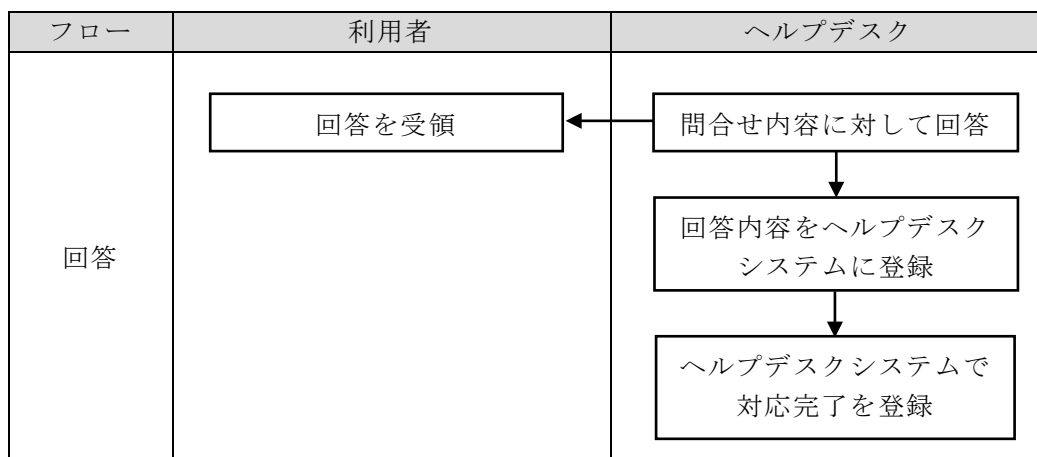 フロー
利用者
ヘルプデスク
回答
回答を受領
問合せ内容に対して回答
回答内容をヘルプデスク
システムに登録
ヘルプデスクシステムで
対応完了を登録